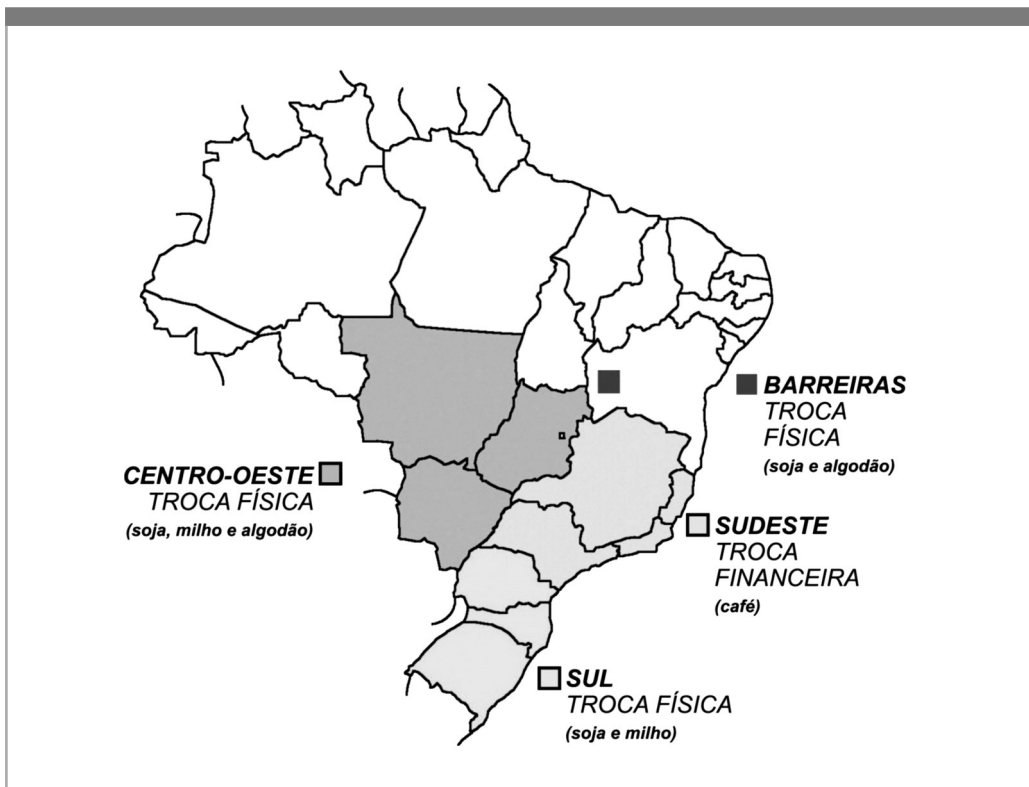 BARREIRAS
TROCA
FÍSICA
(soja e algodão)
CENTRO-OESTE
TROCA FÍSICA
(soja, milho e algodão)
SUDESTE
TROCA
FINANCEIRA
(café)
SUL
TROCA FÍSICA
(soja e milho)